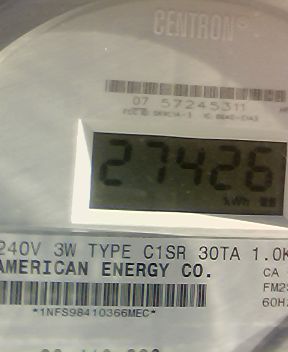 CENTRON®
07 57245311
27426
kWh
240V 3W TYPE C1SR 30TA 1.0K
AMERICAN ENERGY CO.
CA
FM2S
60HZ
*1NFS98410366MEC*